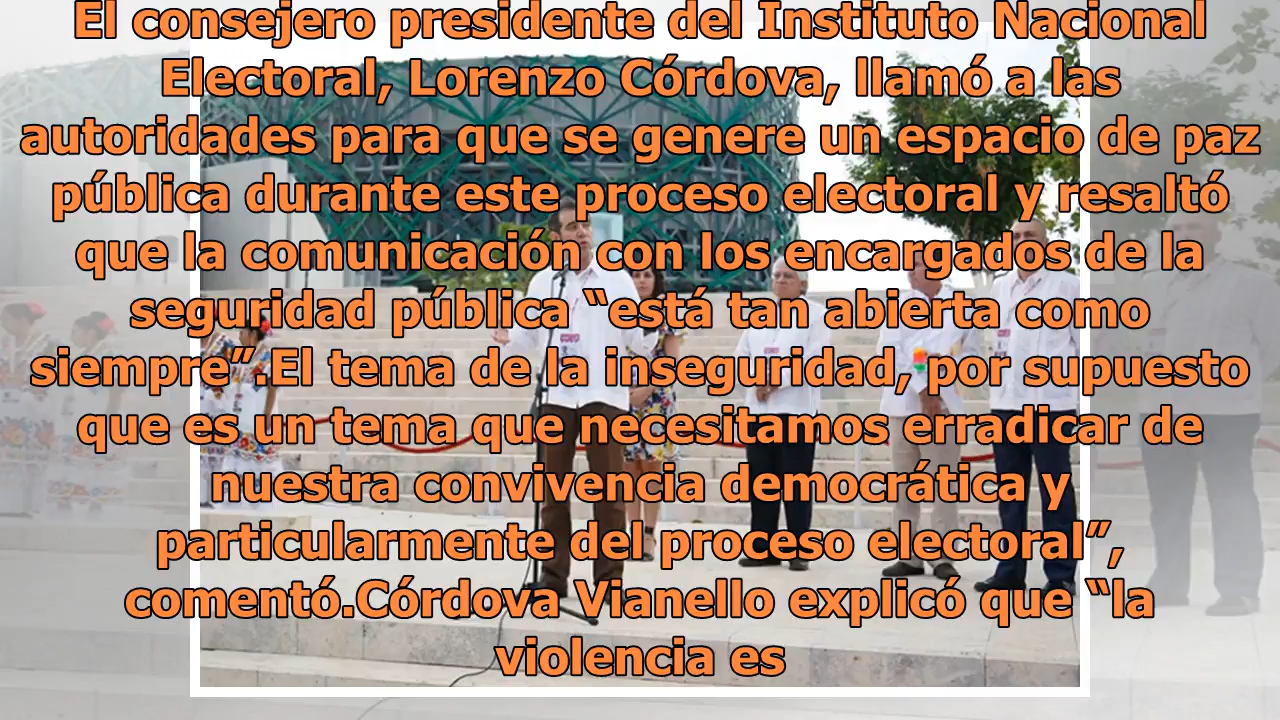 El consejero presidente del Instituto Nacional
Electoral, Lorenzo Córdova, llamó a las
autoridades para que se genere un espacio de paz
pública durante este proceso electoral y resaltó
que la comunicación con los encargados de la
seguridad pública “está tan abierta como
siempre”.El tema de la inseguridad, por supuesto
que es un tema que necesitamos erradicar de
nuestra convivencia democrática y
particularmente del proceso electoral”,
comentó.Córdova Vianello explicó que “la
violencia es